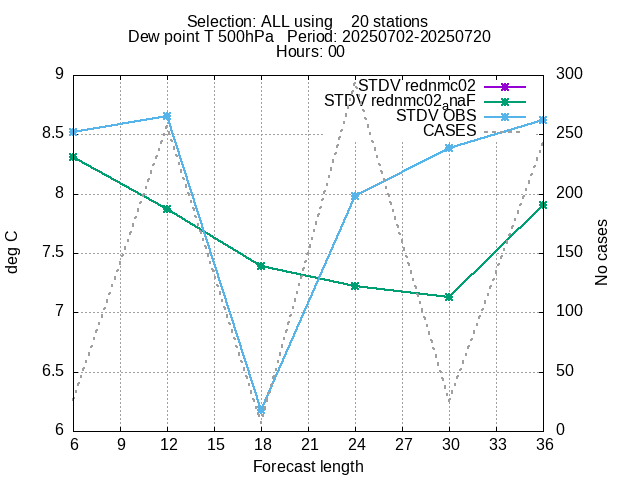 Selection: ALL using 20 stations
Dew point T 500hPa Period: 20250702-20250720
Hours: 00
9 300
STDV rednmc02
STDV rednmc02anaF
STDV OBS
CASES
8.5 250
8 200
7.5 150
7 100
6.5 50
6 0
deg C
No cases
6 9 12 15 18 21 24 27 30 33 36
Forecast length